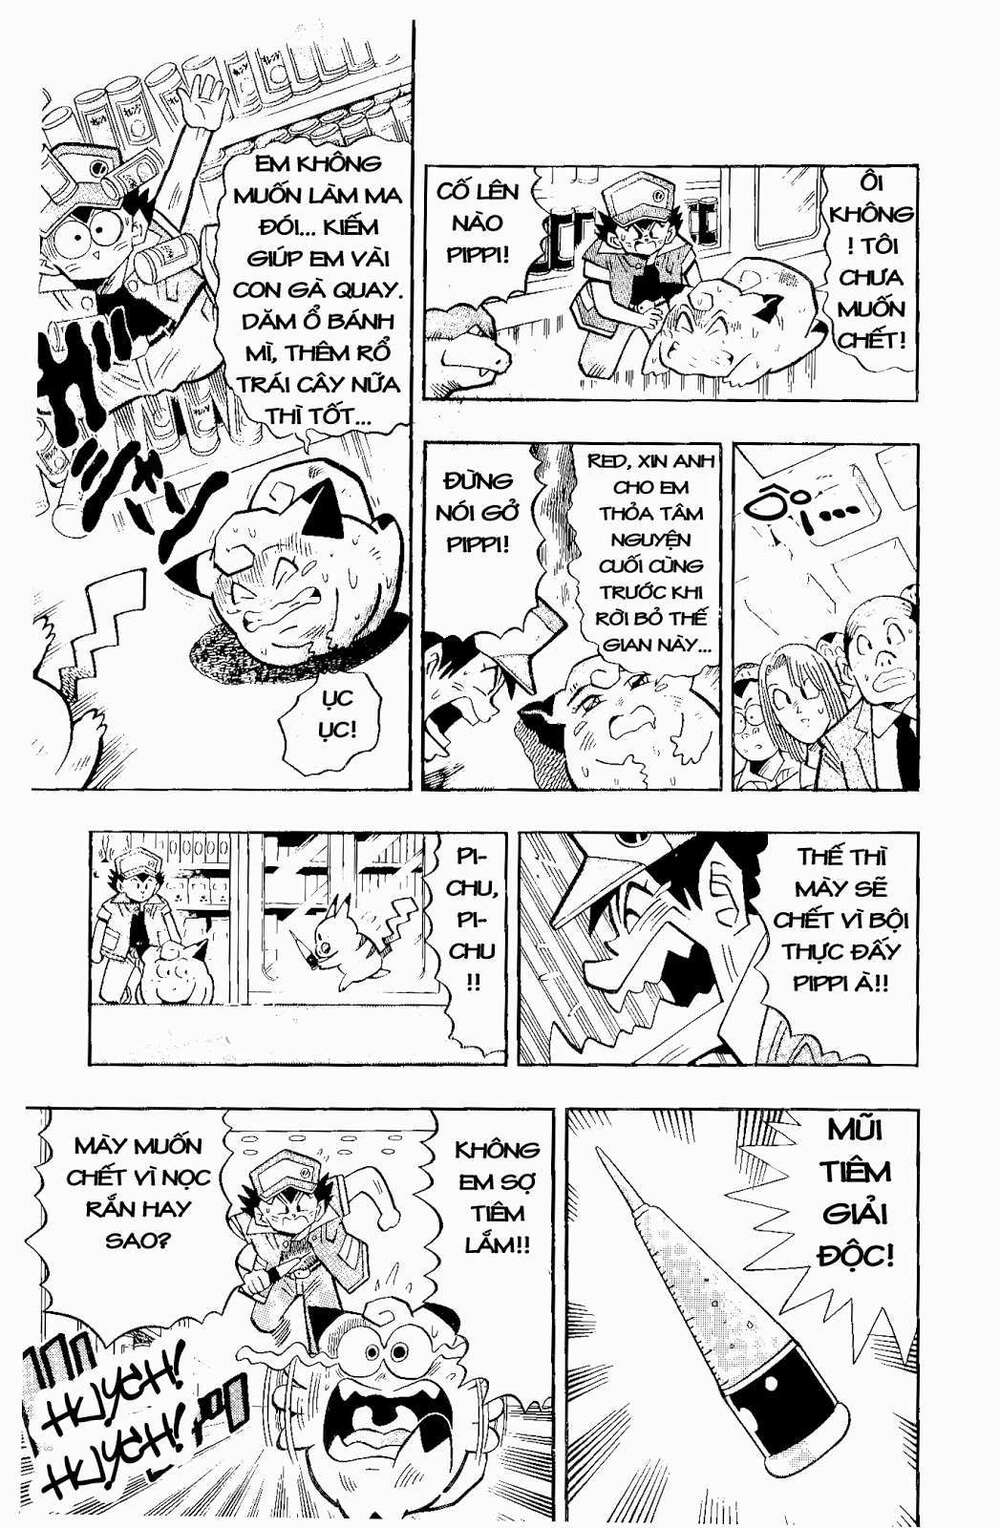 ÔI
KHÔNG
! TÔI
CHƯA
MUỐN
CHẾT!
CỐ LÊN
NÀO
PIPPI!
ỒI...
RED, XIN ANH
CHO EM
THỎA TÂM
NGUYỆN
CUỐI CÙNG
TRƯỚC KHI
RỜI BỎ THẾ
GIAN NÀY...
ĐỪNG
NÓI GỞ
PIPPI!
EM KHÔNG
MUỐN LÀM MA
ĐÓI... KIẾM
GIÚP EM VÀI
CON GÀ QUAY.
DĂM Ổ BÁNH
MÌ, THÊM RỔ
TRÁI CÂY NỮA
THÌ TỐT...
ỤC
ỤC!
THẾ THÌ
MÀY SẼ
CHẾT VÌ BỘI
THỰC ĐẤY
PIPPI À!!
PI-
CHU,
PI-
CHU
!!
MŨI
TIÊM
GIẢI
ĐỘC!
KHÔNG
EM SỢ
TIÊM
LẮM!!
MÀY MUỐN
CHẾT VÌ NỌC
RẮN HAY
SAO?
HUỴCH!
HUỴCH!
HUỴCH!